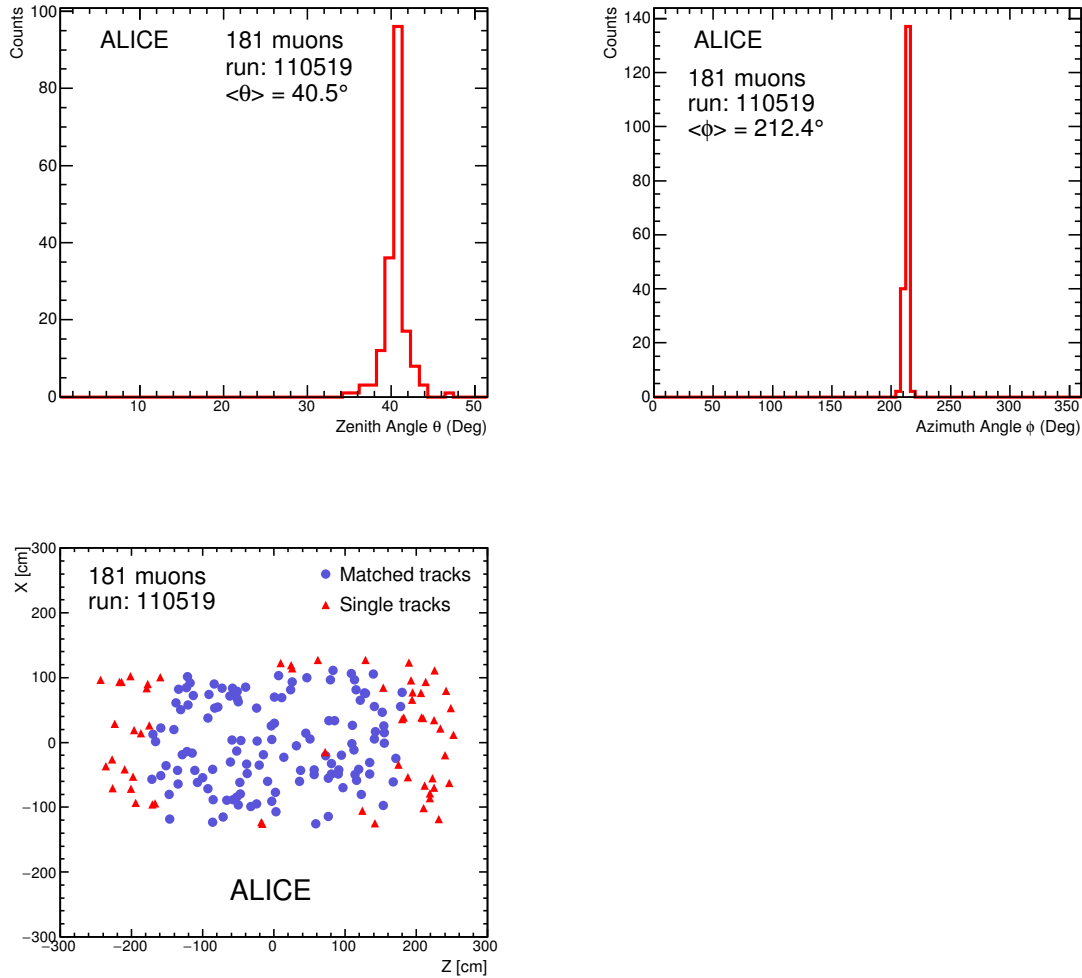 Counts
100
80
60
40
20
0
ALICE
181 muons
run: 110519
<θ> = 40.5°
10
20
30
40
50
Zenith Angle θ (Deg)
Counts
140
120
100
80
60
40
20
0
ALICE
181 muons
run: 110519
<ϕ> = 212.4°
0
50
100
150
200
250
300
350
Azimuth Angle ϕ (Deg)
X [cm]
300
200
100
0
−100
−200
−300
181 muons
run: 110519
Matched tracks
Single tracks
ALICE
−300
−200
−100
0
100
200
300
Z [cm]